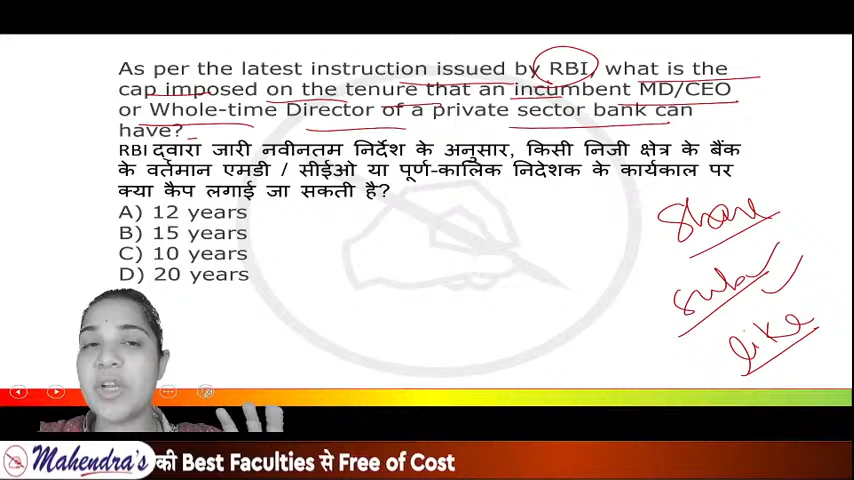 As per the latest instruction issued by RBI, what is the
cap imposed on the tenure that an incumbent MD/CEO
or Whole-time Director of a private sector bank can
have?
RBI द्वारा जारी नवीनतम निर्देश के अनुसार, किसी निजी क्षेत्र के बैंक
के वर्तमान एमडी / सीईओ या पूर्ण-कालिक निदेशक के कार्यकाल पर
क्या कैप लगाई जा सकती है?
A) 12 years
B) 15 years
C) 10 years
D) 20 years
Share
like
Mahendra's की Best Faculties से Free of Cost